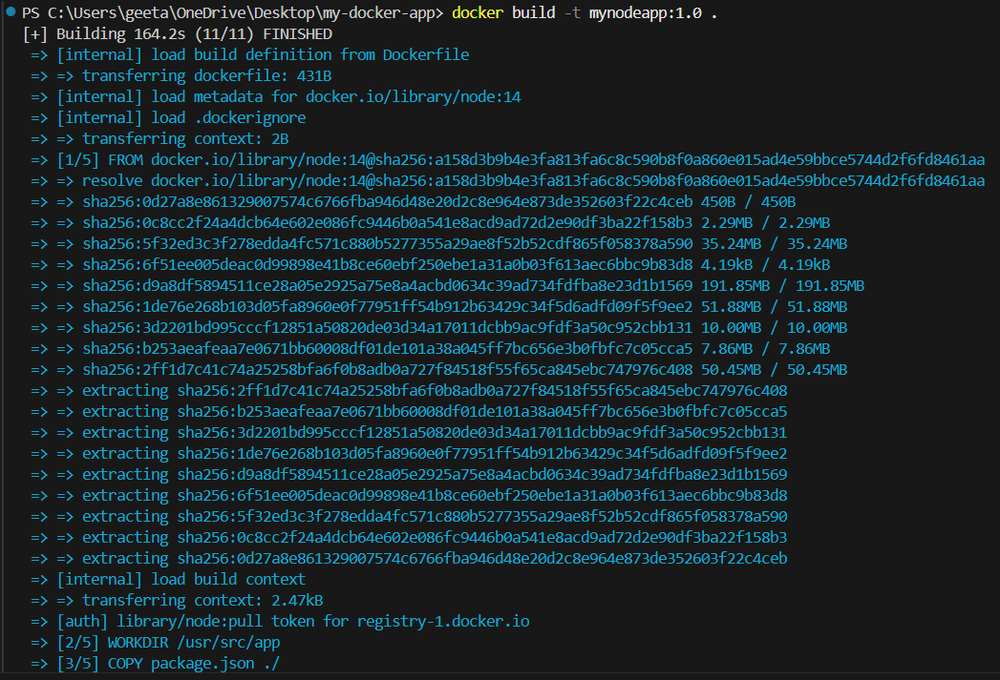 PS C:\Users\geeta\OneDrive\Desktop\my-docker-app> docker build -t mynodeapp:1.0 .
[+] Building 164.2s (11/11) FINISHED
=> [internal] load build definition from Dockerfile
=> => transferring dockerfile: 431B
=> [internal] load metadata for docker.io/library/node:14
=> [internal] load .dockerignore
=> => transferring context: 2B
=> [1/5] FROM docker.io/library/node:14@sha256:a158d3b9b4e3fa813fa6c8c590b8f0a860e015ad4e59bbce5744d2f6fd8461aa
=> => resolve docker.io/library/node:14@sha256:a158d3b9b4e3fa813fa6c8c590b8f0a860e015ad4e59bbce5744d2f6fd8461aa
=> => sha256:0d27a8e861329007574c6766fba946d48e20d2c8e964e873de352603f22c4ceb 450B / 450B
=> => sha256:0c8cc2f24a4dcb64e602e086fc9446b0a541e8acd9ad72d2e90df3ba22f158b3 2.29MB / 2.29MB
=> => sha256:5f32ed3c3f278edda4fc571c880b5277355a29ae8f52b52cdf865f058378a590 35.24MB / 35.24MB
=> => sha256:6f51ee005deac0d99898e41b8ce60ebf250ebe1a31a0b03f613aec6bbc9b83d8 4.19kB / 4.19kB
=> => sha256:d9a8df5894511ce28a05e2925a75e8a4acbd0634c39ad734fdfba8e23d1b1569 191.85MB / 191.85MB
=> => sha256:1de76e268b103d05fa8960e0f77951ff54b912b63429c34f5d6adfd09f5f9ee2 51.88MB / 51.88MB
=> => sha256:3d2201bd995cccf12851a50820de03d34a17011dcbb9ac9fdf3a50c952cbb131 10.00MB / 10.00MB
=> => sha256:b253aeafeaa7e0671bb60008df01de101a38a045ff7bc656e3b0fbfc7c05cca5 7.86MB / 7.86MB
=> => sha256:2ff1d7c41c74a25258bfa6f0b8adb0a727f84518f55f65ca845ebc747976c408 50.45MB / 50.45MB
=> => extracting sha256:2ff1d7c41c74a25258bfa6f0b8adb0a727f84518f55f65ca845ebc747976c408
=> => extracting sha256:b253aeafeaa7e0671bb60008df01de101a38a045ff7bc656e3b0fbfc7c05cca5
=> => extracting sha256:3d2201bd995cccf12851a50820de03d34a17011dcbb9ac9fdf3a50c952cbb131
=> => extracting sha256:1de76e268b103d05fa8960e0f77951ff54b912b63429c34f5d6adfd09f5f9ee2
=> => extracting sha256:d9a8df5894511ce28a05e2925a75e8a4acbd0634c39ad734fdfba8e23d1b1569
=> => extracting sha256:6f51ee005deac0d99898e41b8ce60ebf250ebe1a31a0b03f613aec6bbc9b83d8
=> => extracting sha256:5f32ed3c3f278edda4fc571c880b5277355a29ae8f52b52cdf865f058378a590
=> => extracting sha256:0c8cc2f24a4dcb64e602e086fc9446b0a541e8acd9ad72d2e90df3ba22f158b3
=> => extracting sha256:0d27a8e861329007574c6766fba946d48e20d2c8e964e873de352603f22c4ceb
=> [internal] load build context
=> => transferring context: 2.47kB
=> [auth] library/node:pull token for registry-1.docker.io
=> [2/5] WORKDIR /usr/src/app
=> [3/5] COPY package.json ./